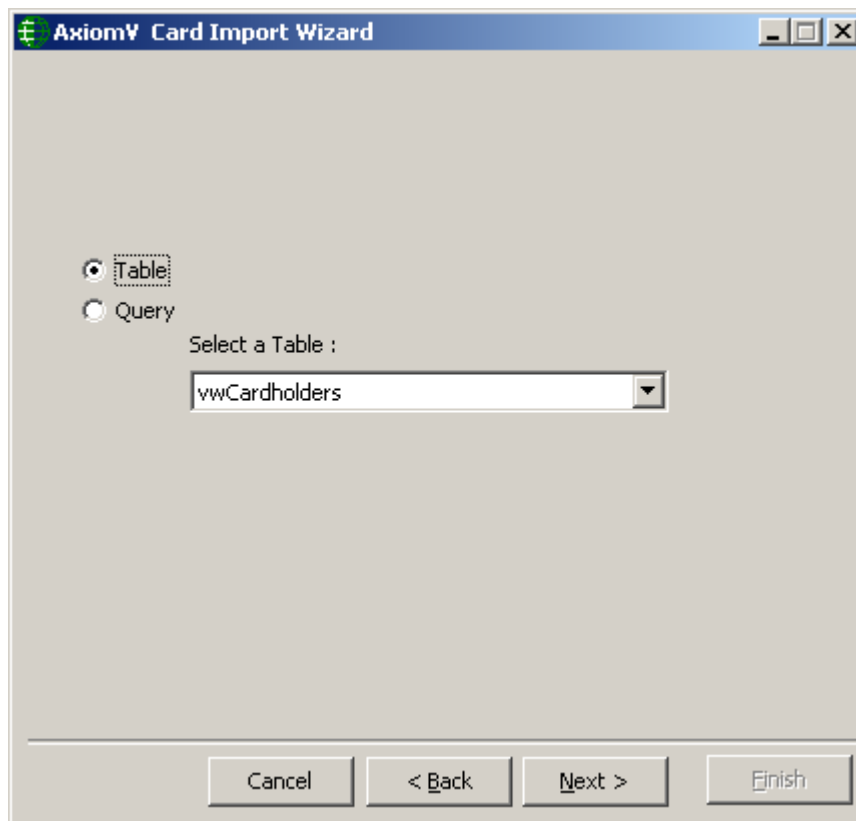 AxiomV Card Import Wizard
Table
Query
Select a Table :
vwCardholders
Cancel
< Back
Next >
Finish